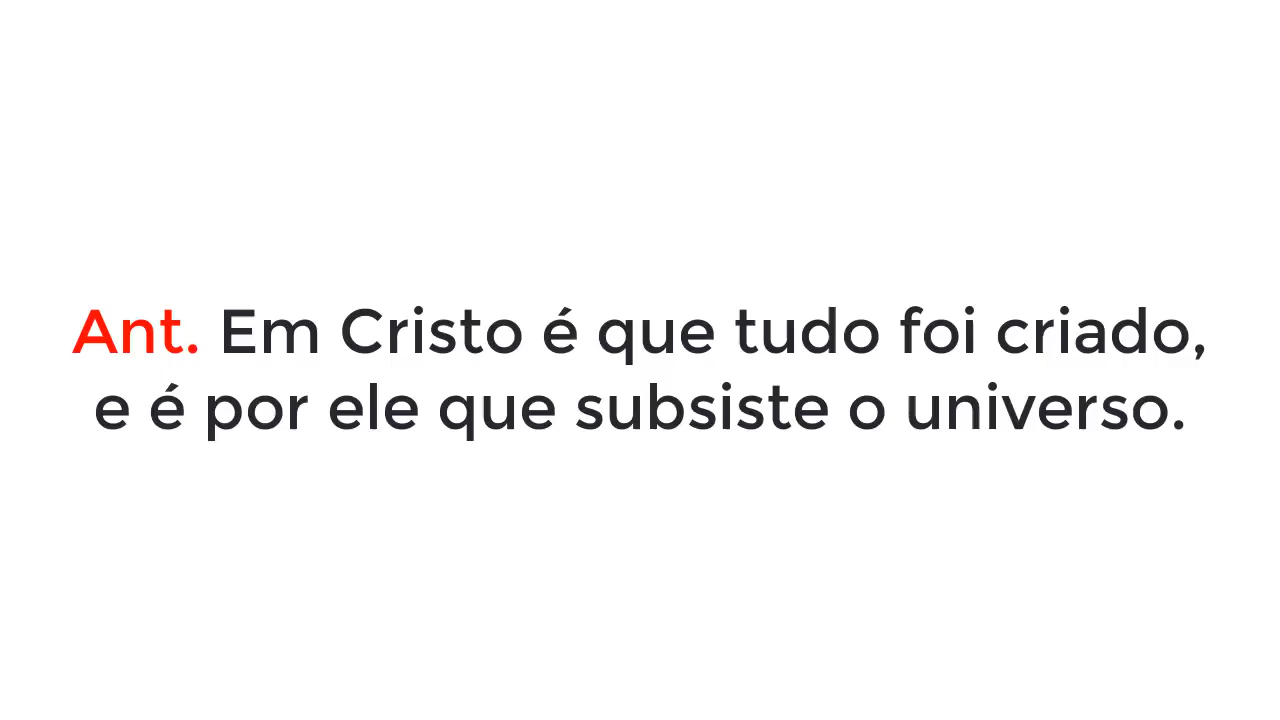 Ant. Em Cristo é que tudo foi criado,
e é por ele que subsiste o universo.